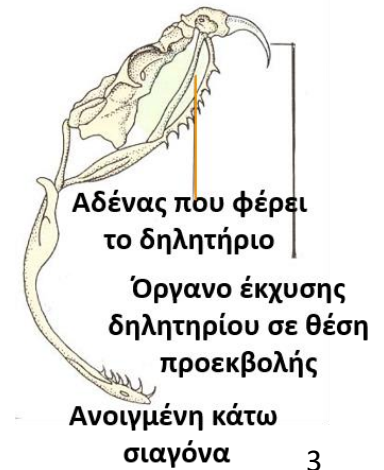 Αδένας που φέρει
το δηλητήριο
Όργανο έκχυσης
δηλητηρίου σε θέση
προεκβολής
Ανοιγμένη κάτω
σιαγόνα
3